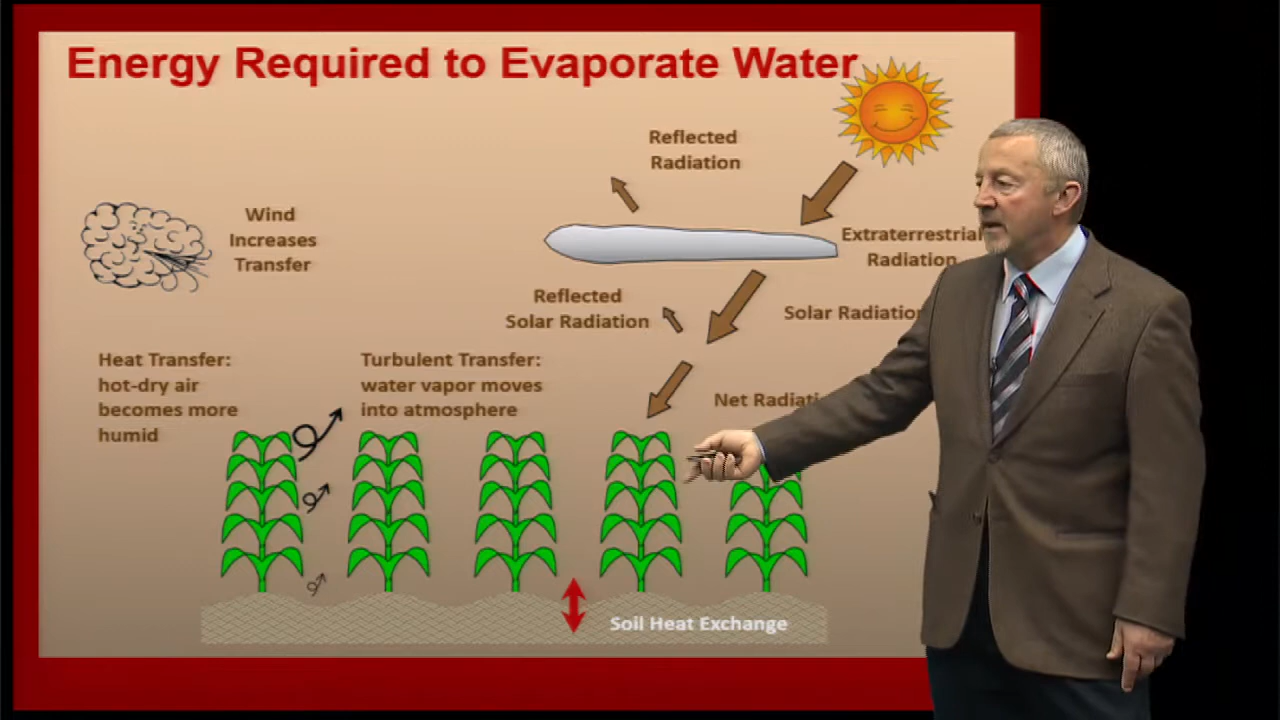 Energy Required to Evaporate Water
Reflected
Radiation
Wind
Increases
Transfer
Extraterrestrial
Radiation
Reflected
Solar Radiation
Solar Radiation
Heat Transfer:
hot-dry air
becomes more
humid
Turbulent Transfer:
water vapor moves
into atmosphere
Net
Soil Heat Exchange